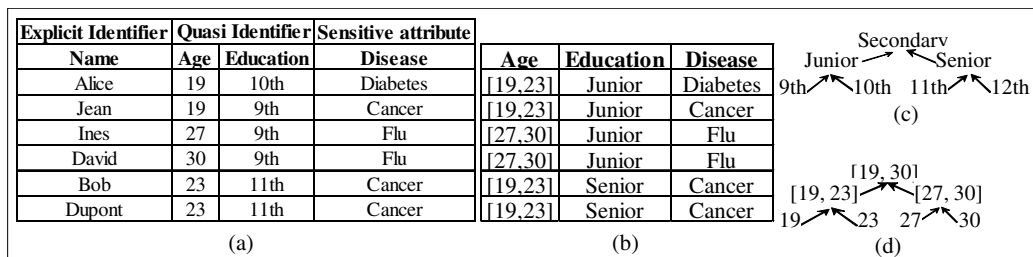 Explicit Identifier Quasi Identifier Sensitive attribute
Name Age Education Disease
Alice 19 10th Diabetes
Jean 19 9th Cancer
Ines 27 9th Flu
David 30 9th Flu
Bob 23 11th Cancer
Dupont 23 11th Cancer
(a)
Age Education Disease
[19,23] Junior Diabetes
[19,23] Junior Cancer
[27,30] Junior Flu
[27,30] Junior Flu
[19,23] Senior Cancer
[19,23] Senior Cancer
(b)
Secondary
Junior Senior
9th 10th 11th 12th
(c)
[19, 30]
[19, 23] [27, 30]
19 23 27 30
(d)